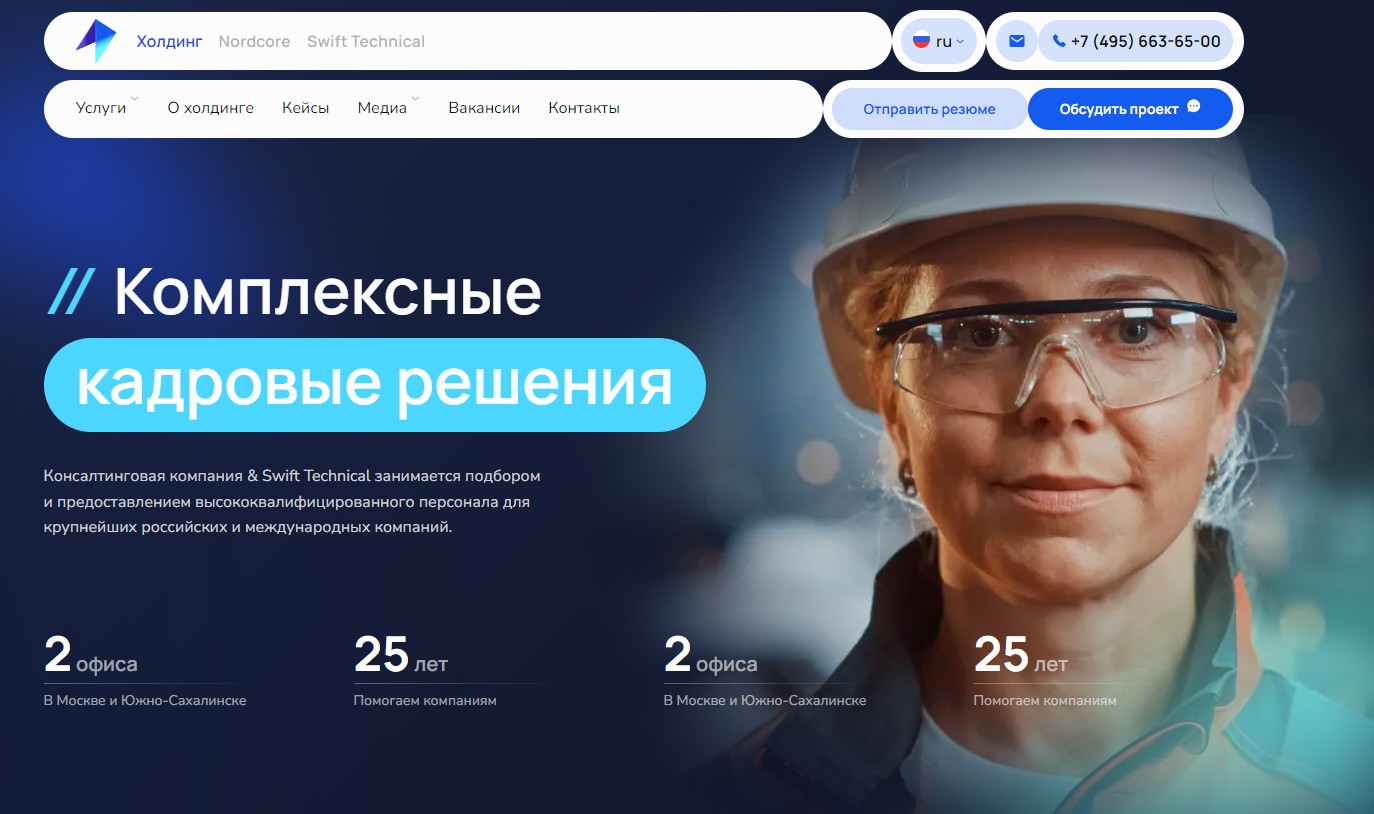 Холдинг Nordcore Swift Technical ru +7 (495) 663-65-00
Услуги О холдинге Кейсы Медиа Вакансии Контакты Отправить резюме Обсудить проект
// Комплексные
кадровые решения
Консалтинговая компания & Swift Technical занимается подбором
и предоставлением высококвалифицированного персонала для
крупнейших российских и международных компаний.
2 офиса 25 лет 2 офиса 25 лет
В Москве и Южно-Сахалинске Помогаем компаниям В Москве и Южно-Сахалинске Помогаем компаниям